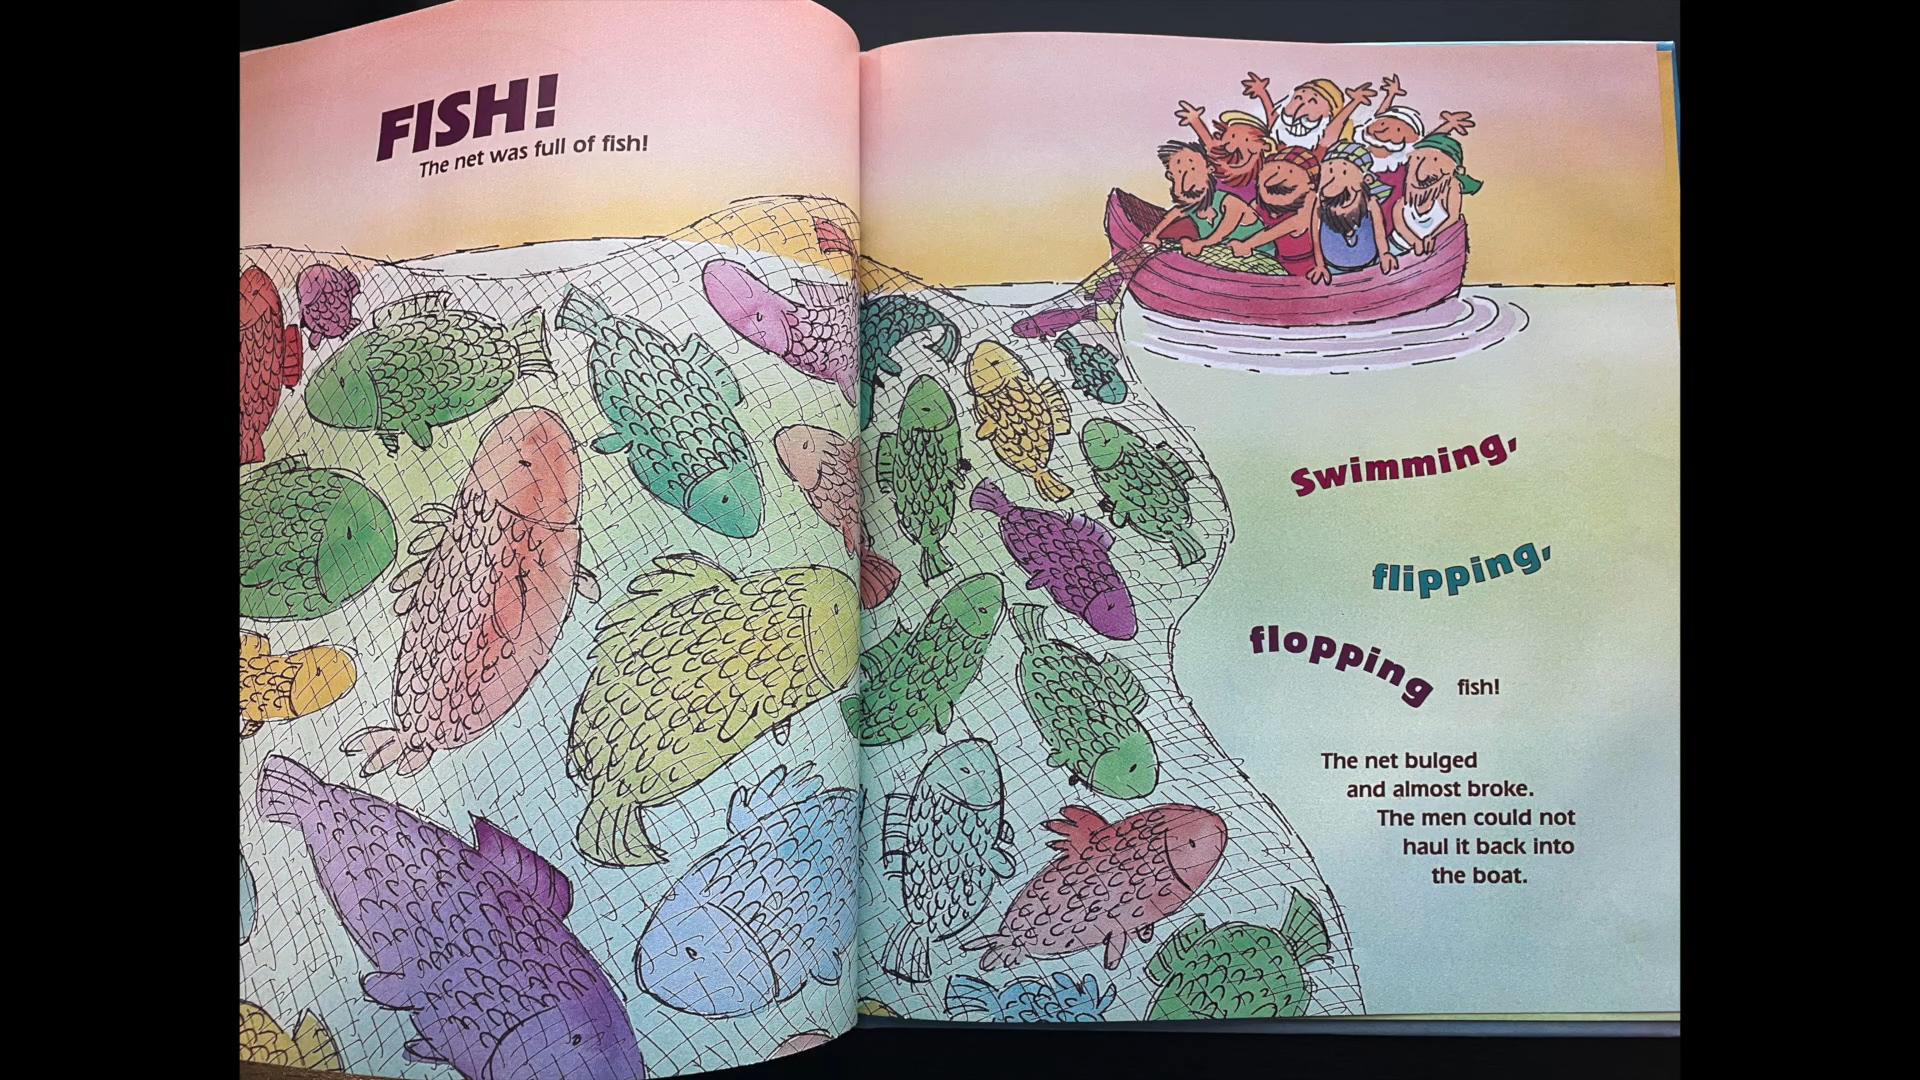 FISH!
The net was full of fish!
Swimming,
flipping,
flopping fish!
The net bulged
and almost broke.
The men could not
haul it back into
the boat.